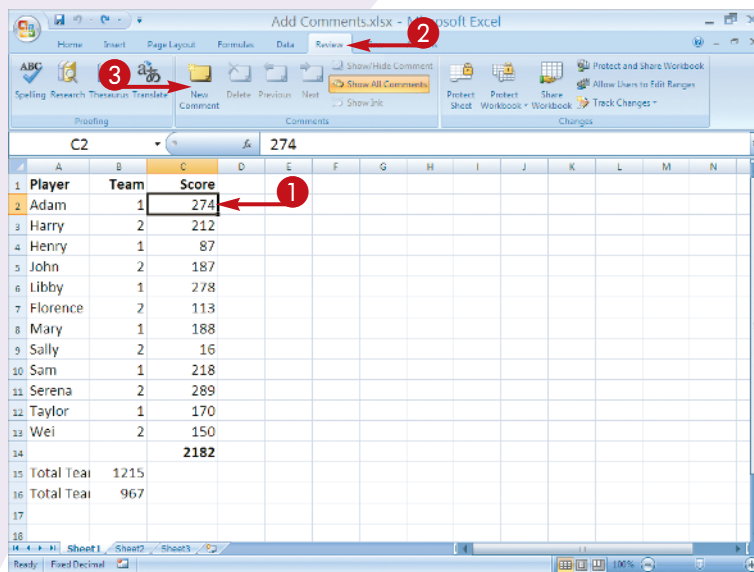 Add Comments.xlsx - Microsoft Excel
Home Insert Page Layout Formulas Data Review
2
3
ABC
Spelling Research Thesaurus Translate
New Comment
Delete Previous Next
Show/Hide Comment
Show All Comments
Show Ink
Protect Sheet
Protect Workbook
Share Workbook
Protect and Share Workbook
Allow Users to Edit Ranges
Track Changes
Proofing Comments Changes
C2 fx 274
A B C D E F G H I J K L M N
1 Player Team Score
1
2 Adam 1 274
3 Harry 2 212
4 Henry 1 87
5 John 2 187
6 Libby 1 278
7 Florence 2 113
8 Mary 1 188
9 Sally 2 16
10 Sam 1 218
11 Serena 2 289
12 Taylor 1 170
13 Wei 2 150
14 2182
15 Total Tea 1215
16 Total Tea 967
17
18
Sheet1 Sheet2 Sheet3
Ready Fixed Decimal 100%